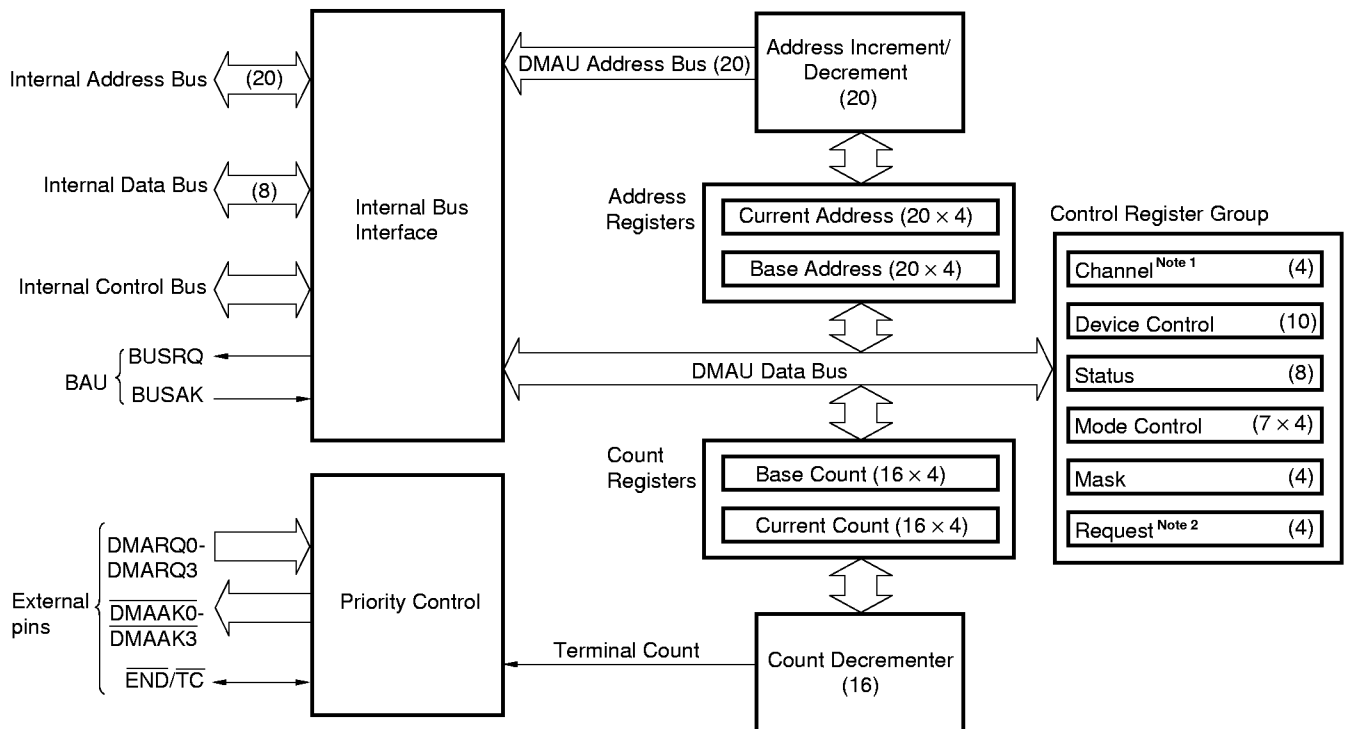 Internal Address Bus
(20)
Internal Data Bus
(8)
Internal Control Bus
BAU
BUSRQ
BUSAK
Internal Bus
Interface
DMAU Address Bus (20)
Address Increment/
Decrement
(20)
Address
Registers
Current Address (20 × 4)
Base Address (20 × 4)
DMAU Data Bus
Count
Registers
Base Count (16 × 4)
Current Count (16 × 4)
Control Register Group
Channel Note 1 (4)
Device Control (10)
Status (8)
Mode Control (7 × 4)
Mask (4)
Request Note 2 (4)
External
pins
DMARQ0-
DMARQ3
DMAAK0-
DMAAK3
END/TC
Priority Control
Terminal Count
Count Decrementer
(16)